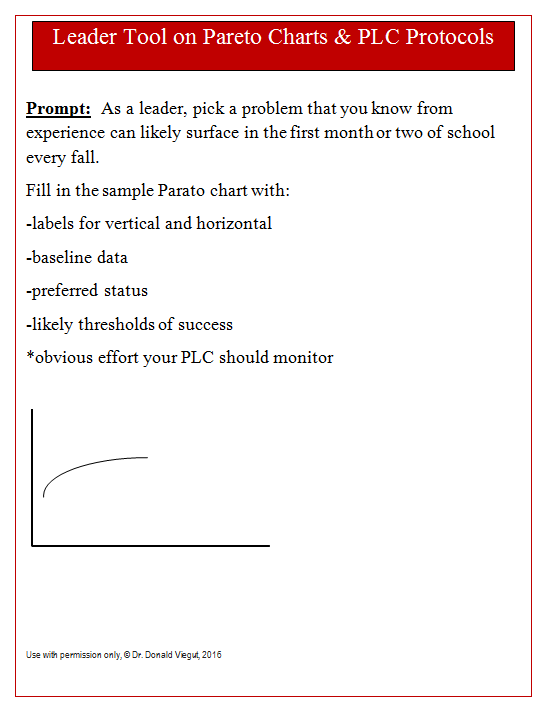 Leader Tool on Pareto Charts & PLC Protocols
Prompt: As a leader, pick a problem that you know from
experience can likely surface in the first month or two of school
every fall.
Fill in the sample Parato chart with:
-labels for vertical and horizontal
-baseline data
-preferred status
-likely thresholds of success
*obvious effort your PLC should monitor
Use with permission only, © Dr. Donald Viegut, 2016